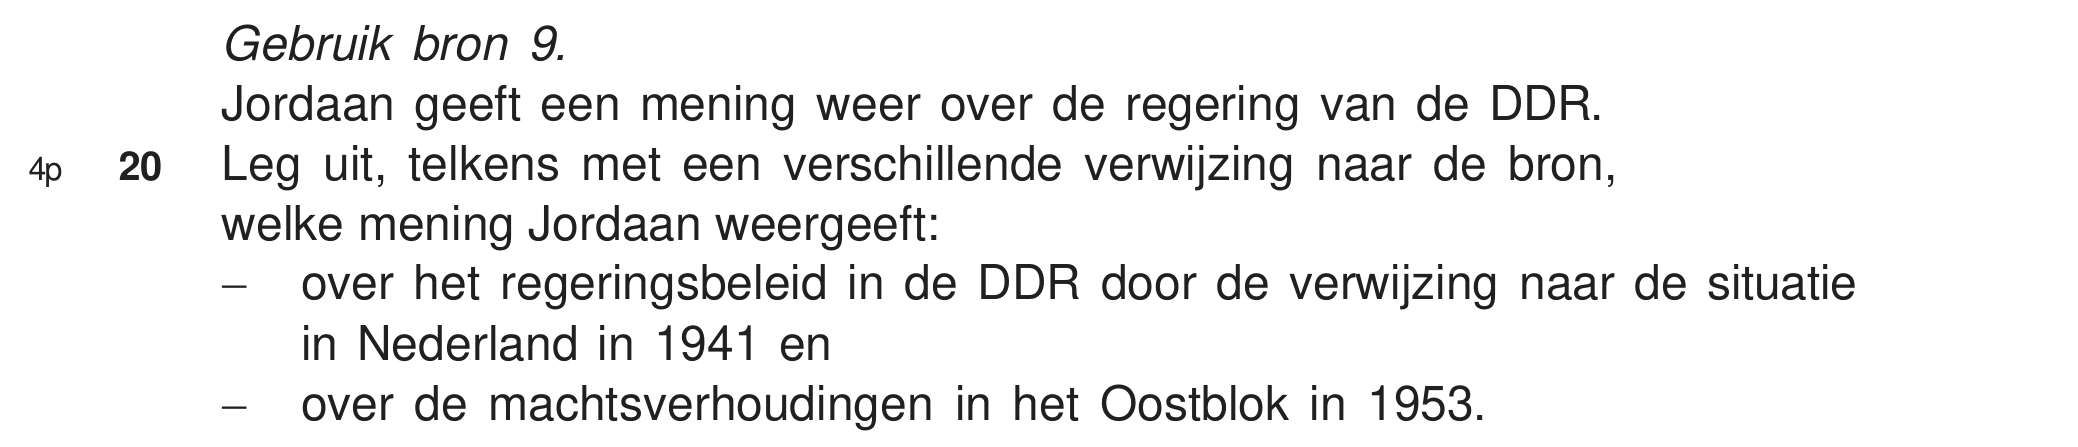 Gebruik bron 9.
Jordaan geeft een mening weer over de regering van de DDR.
4p 20 Leg uit, telkens met een verschillende verwijzing naar de bron,
welke mening Jordaan weergeeft:
– over het regeringsbeleid in de DDR door de verwijzing naar de situatie
in Nederland in 1941 en
– over de machtsverhoudingen in het Oostblok in 1953.